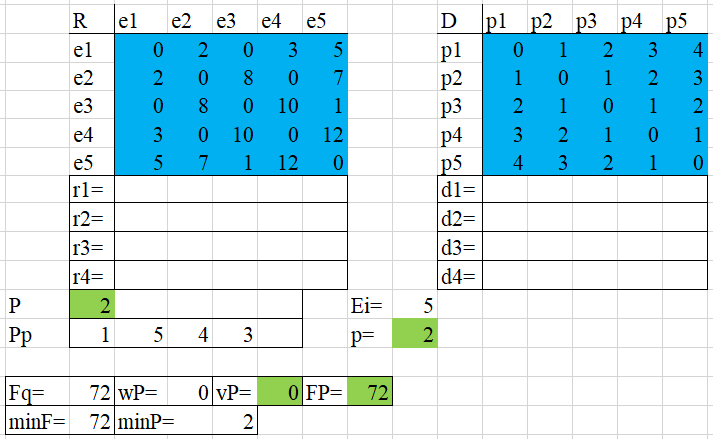 R e1 e2 e3 e4 e5 D p1 p2 p3 p4 p5
e1 0 2 0 3 5 p1 0 1 2 3 4
e2 2 0 8 0 7 p2 1 0 1 2 3
e3 0 8 0 10 1 p3 2 1 0 1 2
e4 3 0 10 0 12 p4 3 2 1 0 1
e5 5 7 1 12 0 p5 4 3 2 1 0
r1= d1=
r2= d2=
r3= d3=
r4= d4=
P 2 Ei= 5
Pp 1 5 4 3 p= 2
Fq= 72 wP= 0 vP= 0 FP= 72
minF= 72 minP= 2